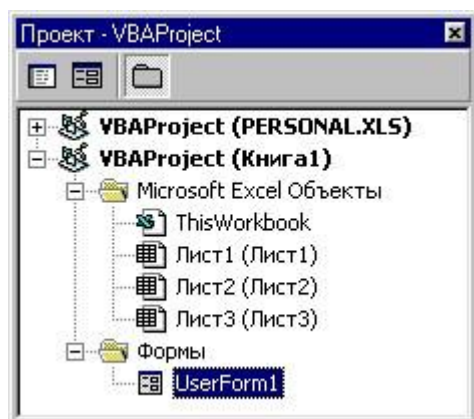 Проект - VBAProject
VBAProject (PERSONAL.XLS)
VBAProject (Книга1)
Microsoft Excel Объекты
ThisWorkbook
Лист1 (Лист1)
Лист2 (Лист2)
Лист3 (Лист3)
Формы
UserForm1